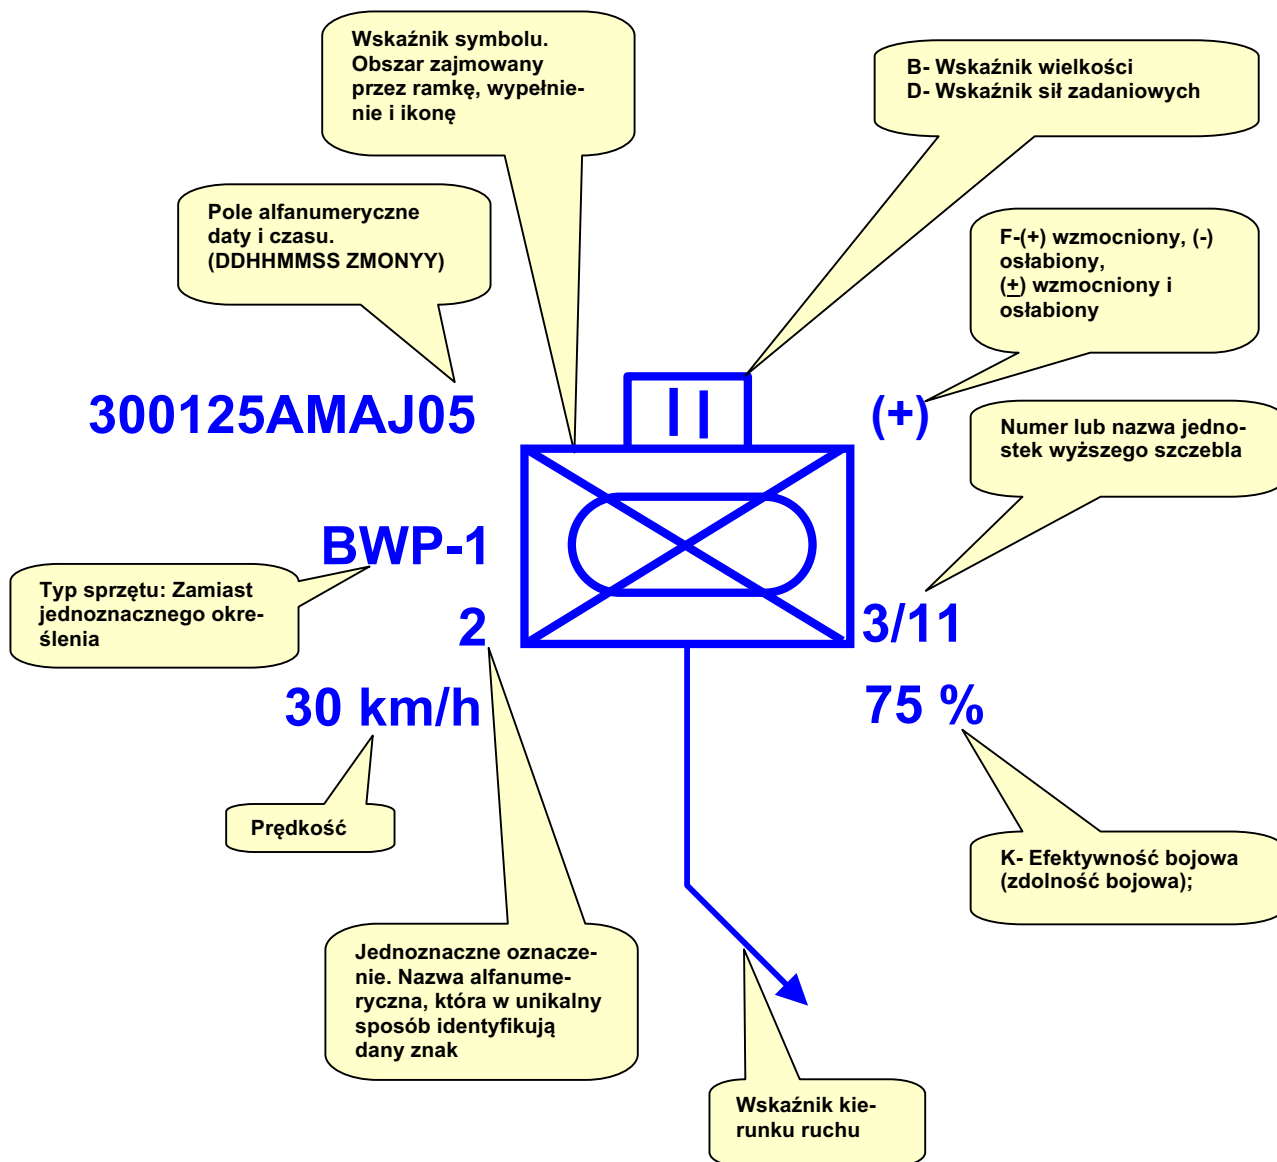 Wskaźnik symbolu.
Obszar zajmowany
przez ramkę, wypełnie-
nie i ikonę
B- Wskaźnik wielkości
D- Wskaźnik sił zadaniowych
Pole alfanumeryczne
daty i czasu.
(DDHHMMSS ZMONYY)
F-(+) wzmocniony, (-)
osłabiony,
(+) wzmocniony i
osłabiony
300125AMAJ05
(+)
Numer lub nazwa jedno-
stek wyższego szczebla
BWP-1
Typ sprzętu: Zamiast
jednoznacznego okre-
ślenia
2
3/11
30 km/h
75 %
Prędkość
K- Efektywność bojowa
(zdolność bojowa);
Jednoznaczne oznacze-
nie. Nazwa alfanume-
ryczna, która w unikalny
sposób identyfikują
dany znak
Wskaźnik kie-
runku ruchu